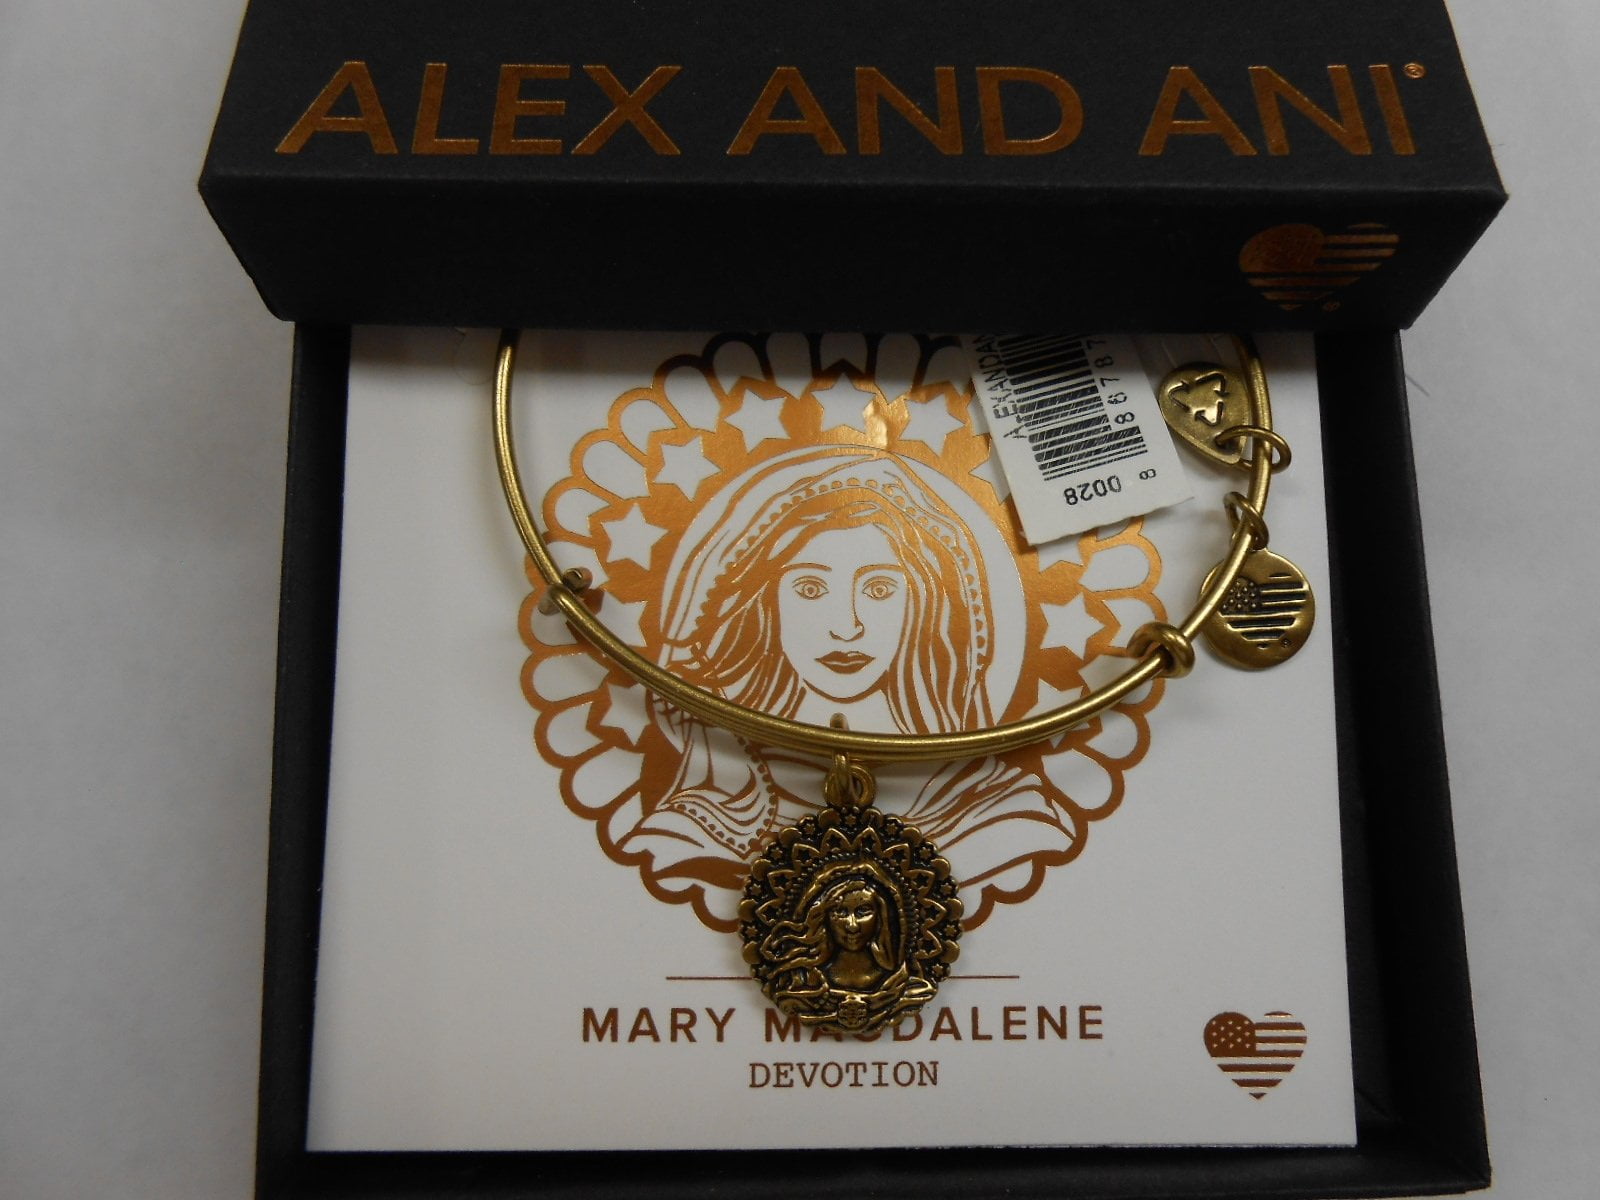 ALEX AND ANI®
0028
MARY MAGDALENE
DEVOTION